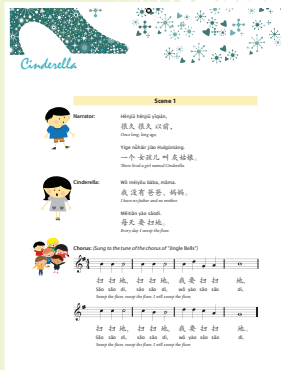 Cinderella
Scene 1
Narrator:
Hěnjiǔ hěnjiǔ yǐqián,
很久 很久 以前，
Once long, long ago,
Yíge nǚhái'r jiào Huīgūniang.
一个 女孩儿 叫 灰姑娘。
There lived a girl named Cinderella.
Cinderella:
Wǒ méiyǒu bàba, māma.
我 没有 爸爸、妈妈。
I have no father and no mother.
Měitiān yào sǎodì.
每天 要 扫地。
Every day I sweep the floor.
Chorus: (Sung to the tune of the chorus of "Jingle Bells")
扫 扫 地， 扫 扫 地， 我 要 扫 扫 地，
Sǎo sǎo dì, sǎo sǎo dì, wǒ yào sǎo sǎo dì,
Sweep the floor, sweep the floor, I will sweep the floor.
扫 扫 地， 扫 扫 地， 我 要 扫 扫 地。
Sǎo sǎo dì, sǎo sǎo dì, wǒ yào sǎo sǎo dì.
Sweep the floor, sweep the floor, I will sweep the floor.